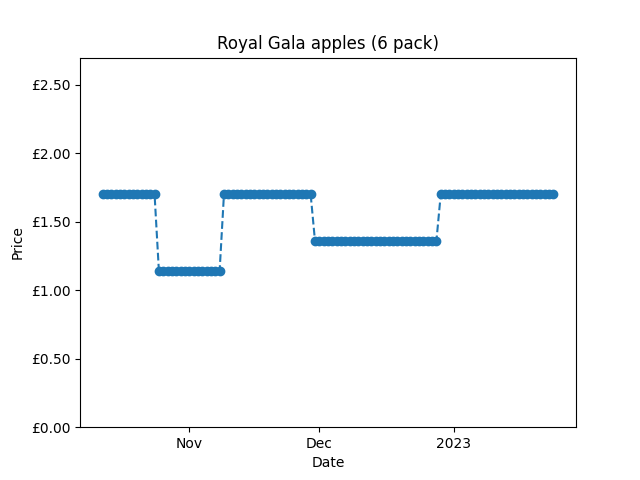 Royal Gala apples (6 pack)
£2.50
£2.00
£1.50
£1.00
£0.50
£0.00
Price
Nov Dec 2023
Date